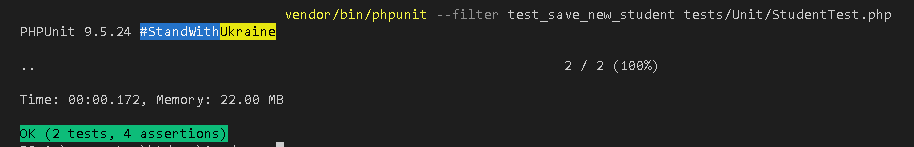 vendor/bin/phpunit --filter test_save_new_student tests/Unit/StudentTest.php
PHPUnit 9.5.24 #StandWithUkraine
.. 2 / 2 (100%)
Time: 00:00.172, Memory: 22.00 MB
OK (2 tests, 4 assertions)